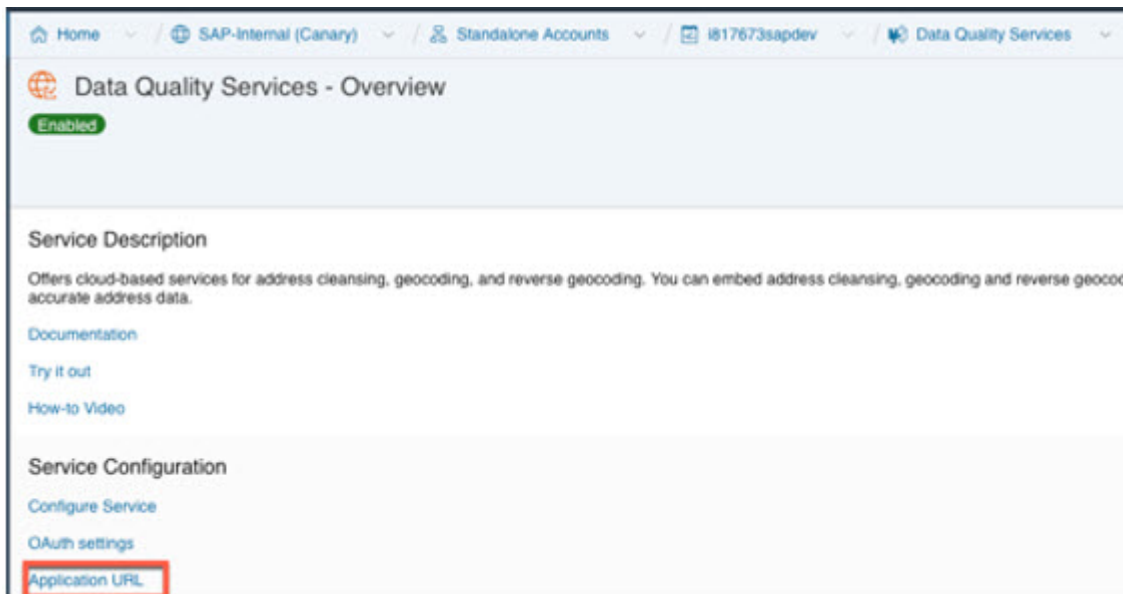 Home / SAP-Internal (Canary) / Standalone Accounts / i817673sapdev / Data Quality Services
Data Quality Services - Overview
Enabled
Service Description
Offers cloud-based services for address cleansing, geocoding, and reverse geocoding. You can embed address cleansing, geocoding and reverse geocod
accurate address data.
Documentation
Try it out
How-to Video
Service Configuration
Configure Service
OAuth settings
Application URL